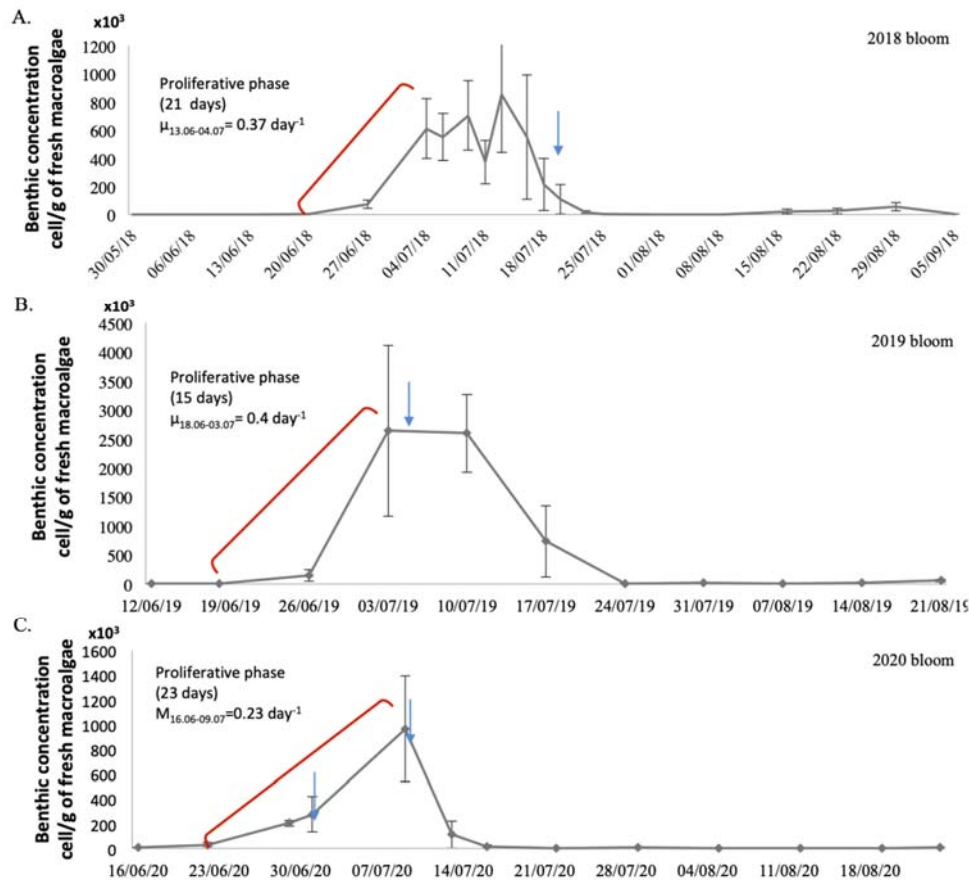 A.
x10³
Benthic concentration
cell/g of fresh macroalgae
1200
1000
800
600
400
200
0
2018 bloom
Proliferative phase
(21 days)
μ13.06-04.07= 0.37 day-1
30/05/18
06/06/18
13/06/18
20/06/18
27/06/18
04/07/18
11/07/18
18/07/18
25/07/18
01/08/18
08/08/18
15/08/18
22/08/18
29/08/18
05/09/18
B.
x10³
Benthic concentration
cell/g of fresh macroalgae
4500
4000
3500
3000
2500
2000
1500
1000
500
0
2019 bloom
Proliferative phase
(15 days)
μ18.06-03.07= 0.4 day-1
12/06/19 19/06/19 26/06/19 03/07/19 10/07/19 17/07/19 24/07/19 31/07/19 07/08/19 14/08/19 21/08/19
C.
x10³
Benthic concentration
cell/g of fresh macroalgae
1600
1400
1200
1000
800
600
400
200
0
2020 bloom
Proliferative phase
(23 days)
M16.06-09.07=0.23 day-1
16/06/20 23/06/20 30/06/20 07/07/20 14/07/20 21/07/20 28/07/20 04/08/20 11/08/20 18/08/20